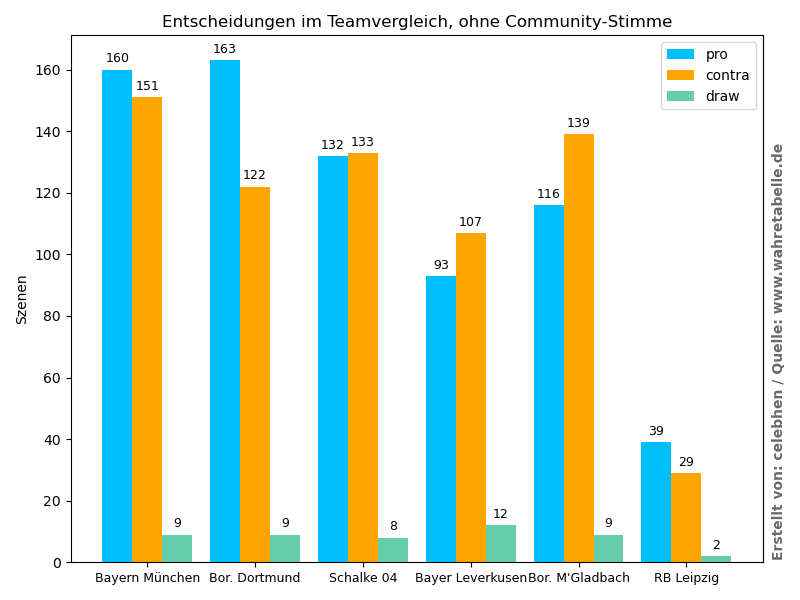 Entscheidungen im Teamvergleich, ohne Community-Stimme
pro
contra
draw
Szenen
160
140
120
100
80
60
40
20
0
160
151
9
163
122
9
132
133
8
93
107
12
116
139
9
39
29
2
Bayern München
Bor. Dortmund
Schalke 04
Bayer Leverkusen
Bor. M'Gladbach
RB Leipzig
Erstellt von: celebhen / Quelle: www.wahretabelle.de